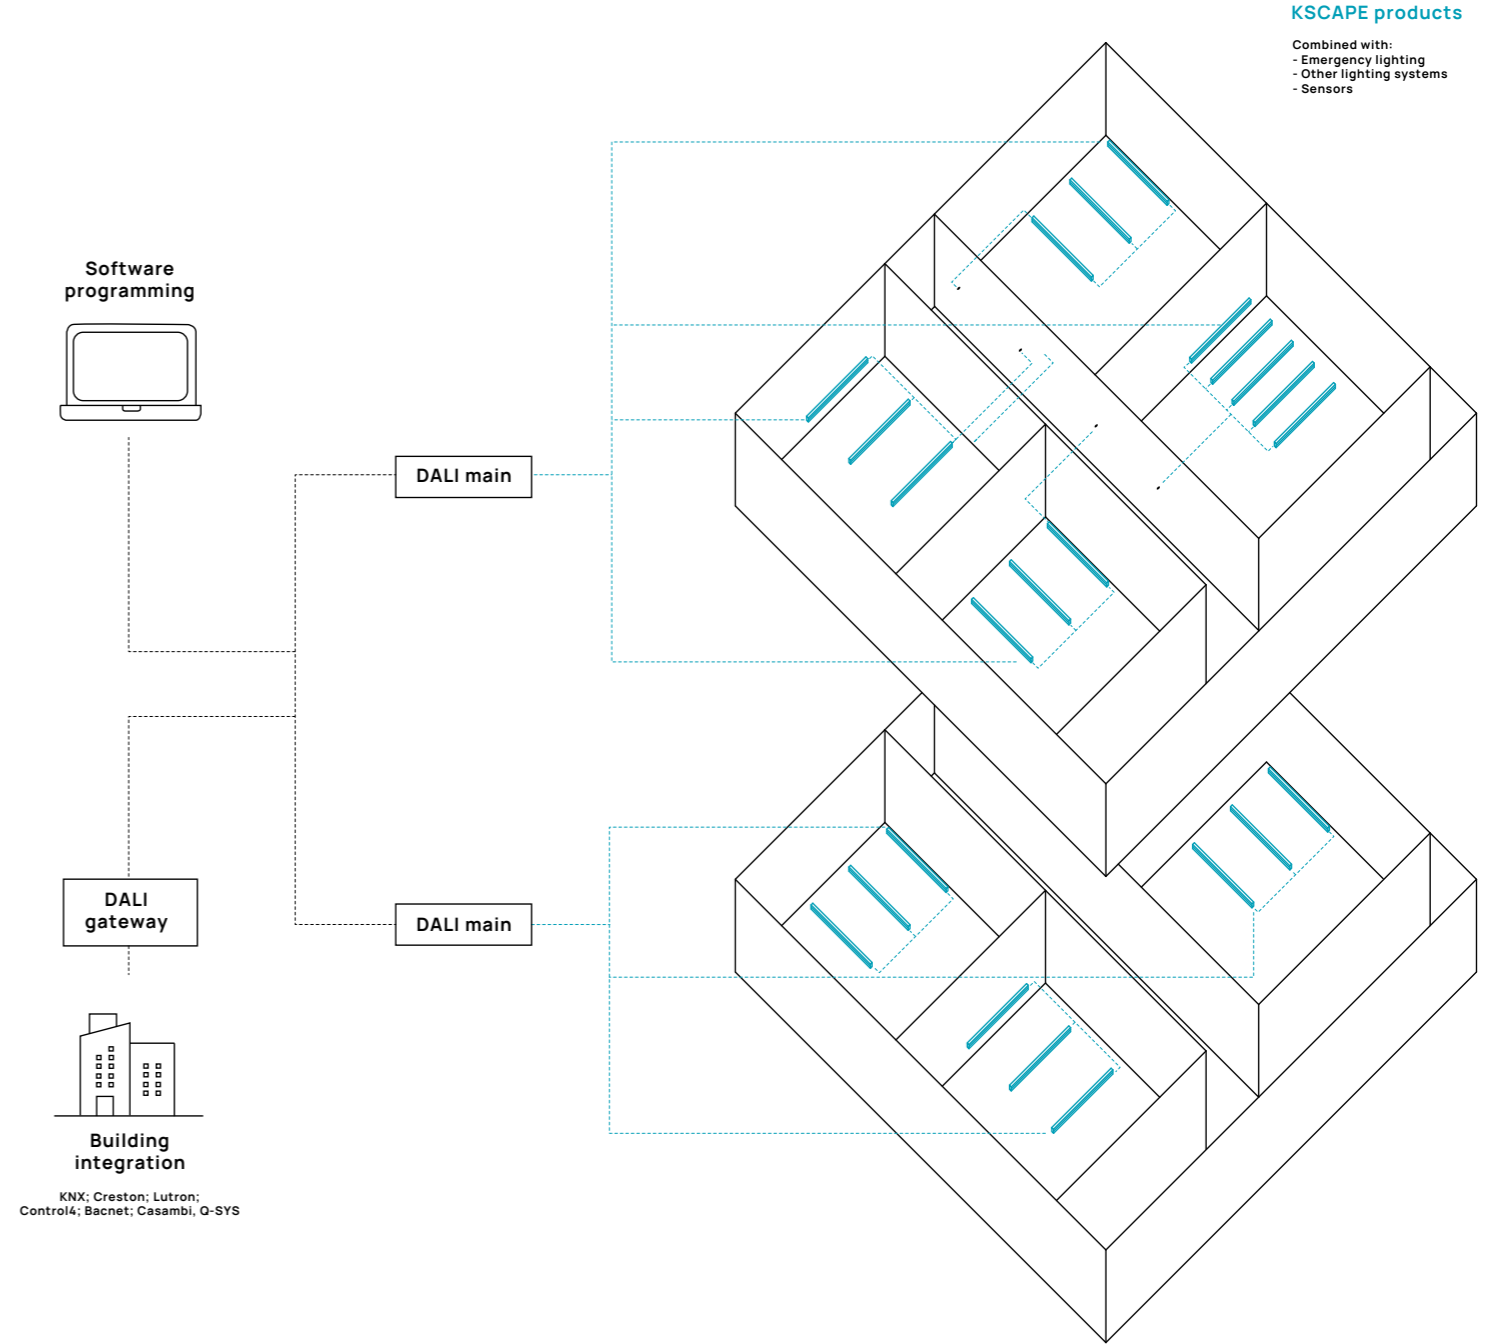 KSCAPE products
Combined with:
- Emergency lighting
- Other lighting systems
- Sensors
Software
programming
DALI main
DALI
gateway
DALI main
Building
integration
KNX; Creston; Lutron;
Control4; Bacnet; Casambi, Q-SYS